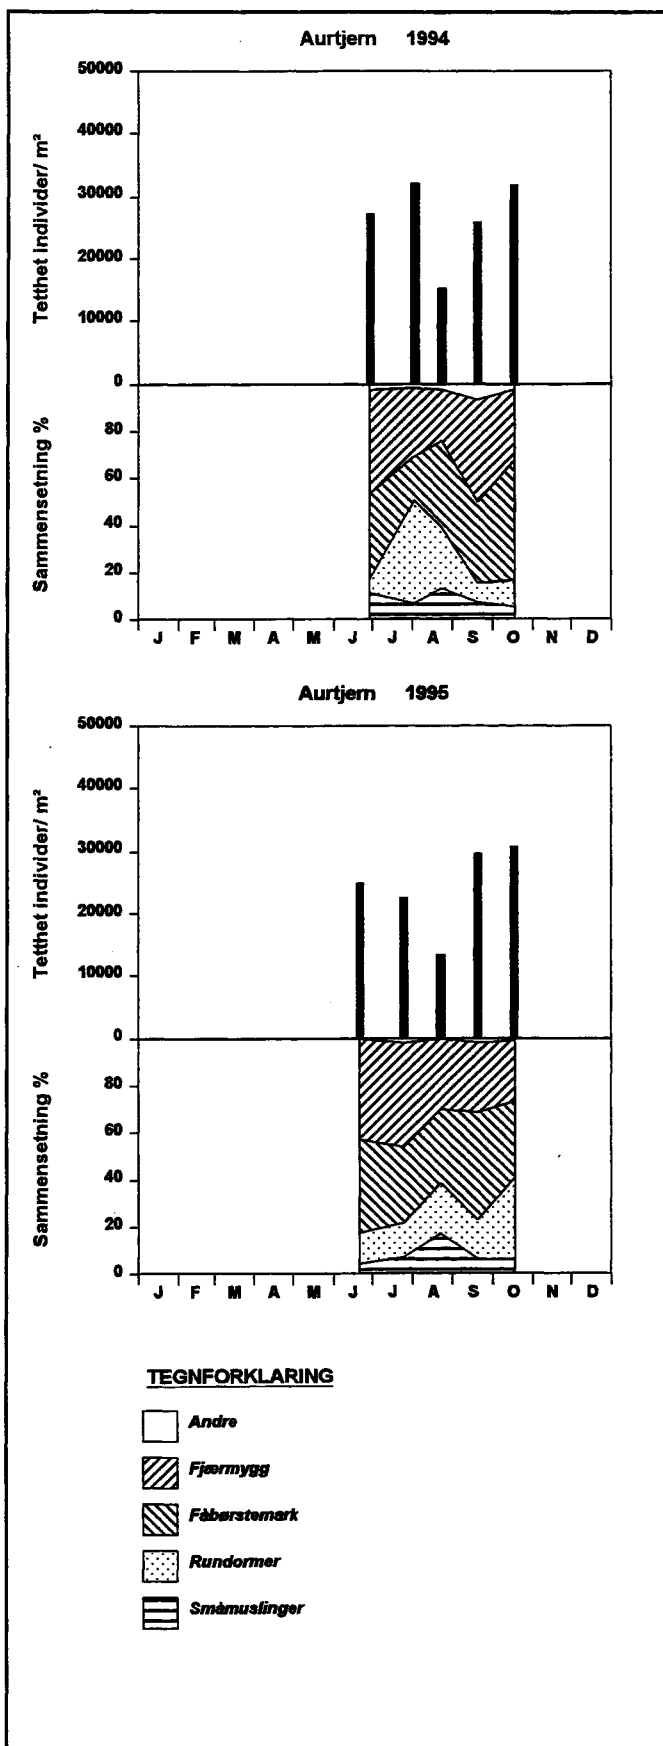 Aurtjern 1994
Tetthet individer/ m²
50000
40000
30000
20000
10000
0
Sammensetning %
80
60
40
20
0
J F M A M J J A S O N D
Aurtjern 1995
Tetthet individer/ m²
50000
40000
30000
20000
10000
0
Sammensetning %
80
60
40
20
0
J F M A M J J A S O N D
TEGNFORKLARING
Andre
Fjærmygg
Fåbørstemark
Rundormer
Småmuslinger